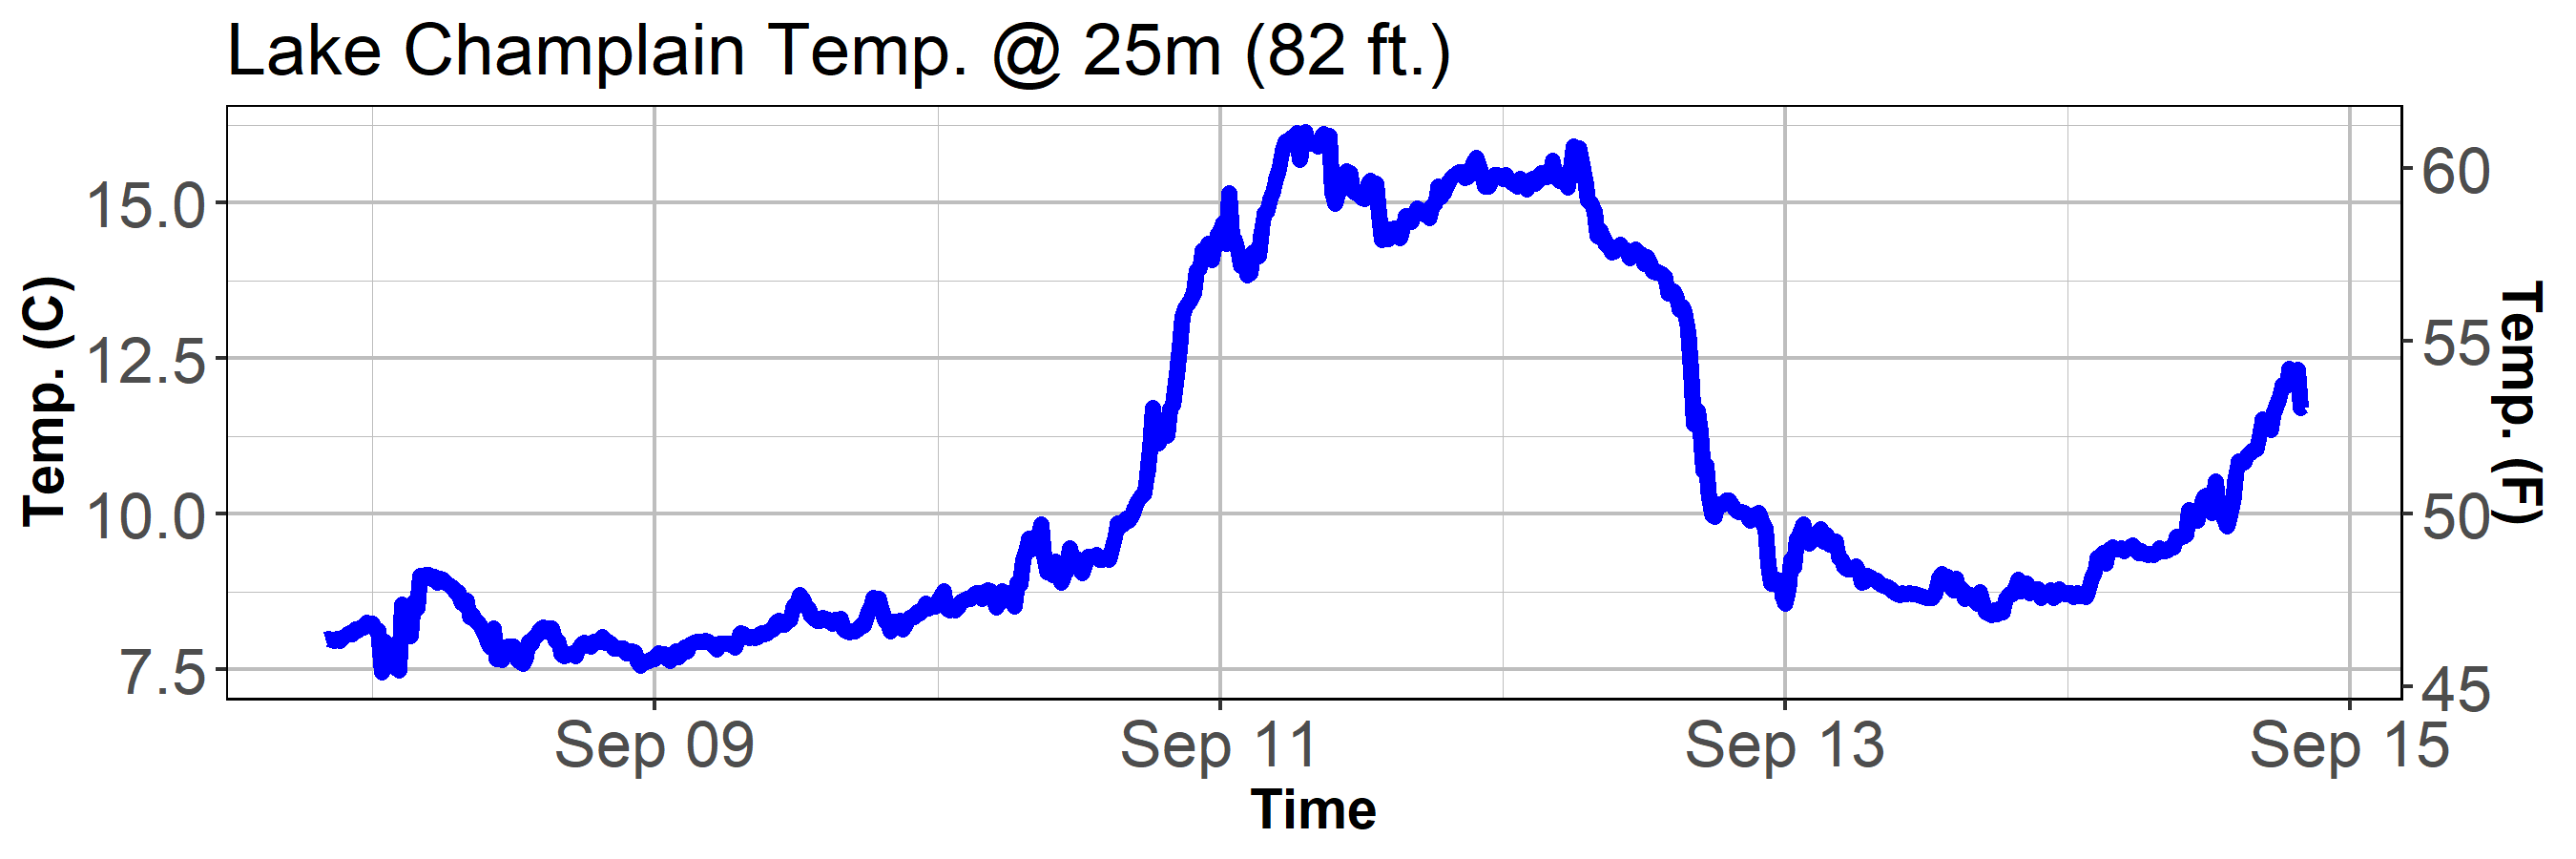 Lake Champlain Temp. @ 25m (82 ft.)
Temp. (C)
15.0
12.5
10.0
7.5
60
55
50
45
Temp. (F)
Sep 09 Sep 11 Sep 13 Sep 15
Time